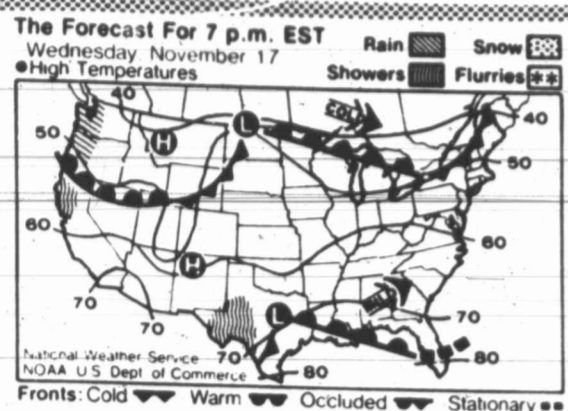 The Forecast For 7 p.m. EST
Wednesday, November 17
●High Temperatures
Rain Snow
Showers Flurries
40
COLD
L
40
50
H
50
60
60
H
70
70
L
70
70
80
80
National Weather Service
NOAA U S Dept of Commerce
Fronts: Cold Warm Occluded Stationary